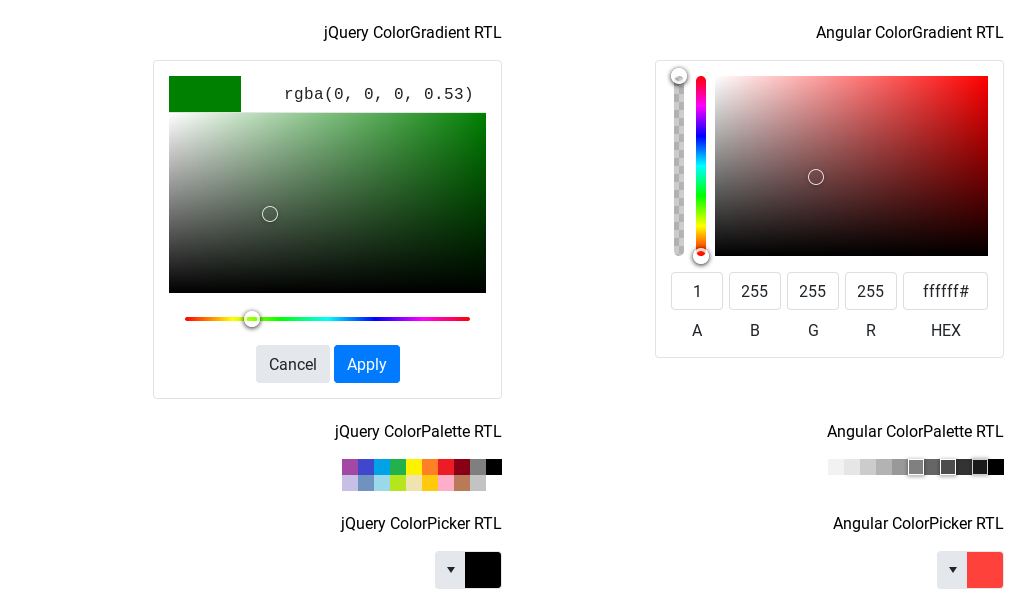 jQuery ColorGradient RTL
rgba(0, 0, 0, 0.53)
Cancel Apply
jQuery ColorPalette RTL
jQuery ColorPicker RTL
Angular ColorGradient RTL
1 255 255 255 ffffff#
A B G R HEX
Angular ColorPalette RTL
Angular ColorPicker RTL